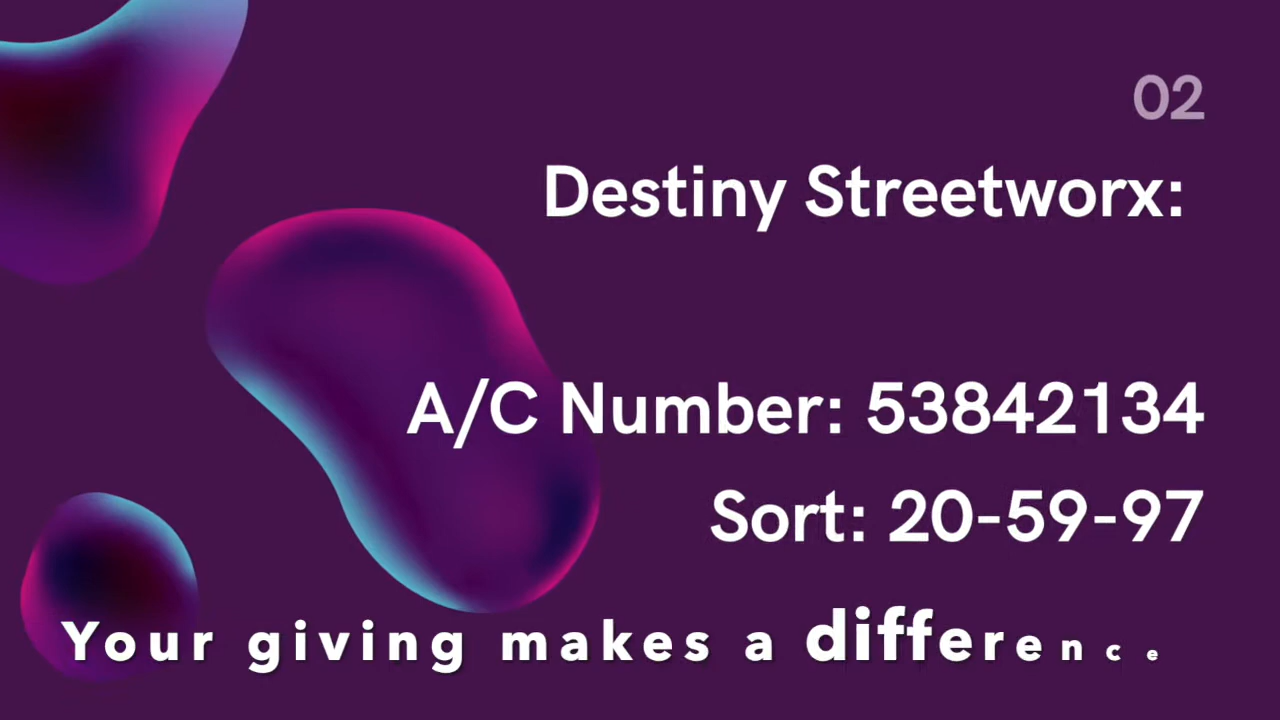 02
Destiny Streetworx:
A/C Number: 53842134
Sort: 20-59-97
Your giving makes a difference